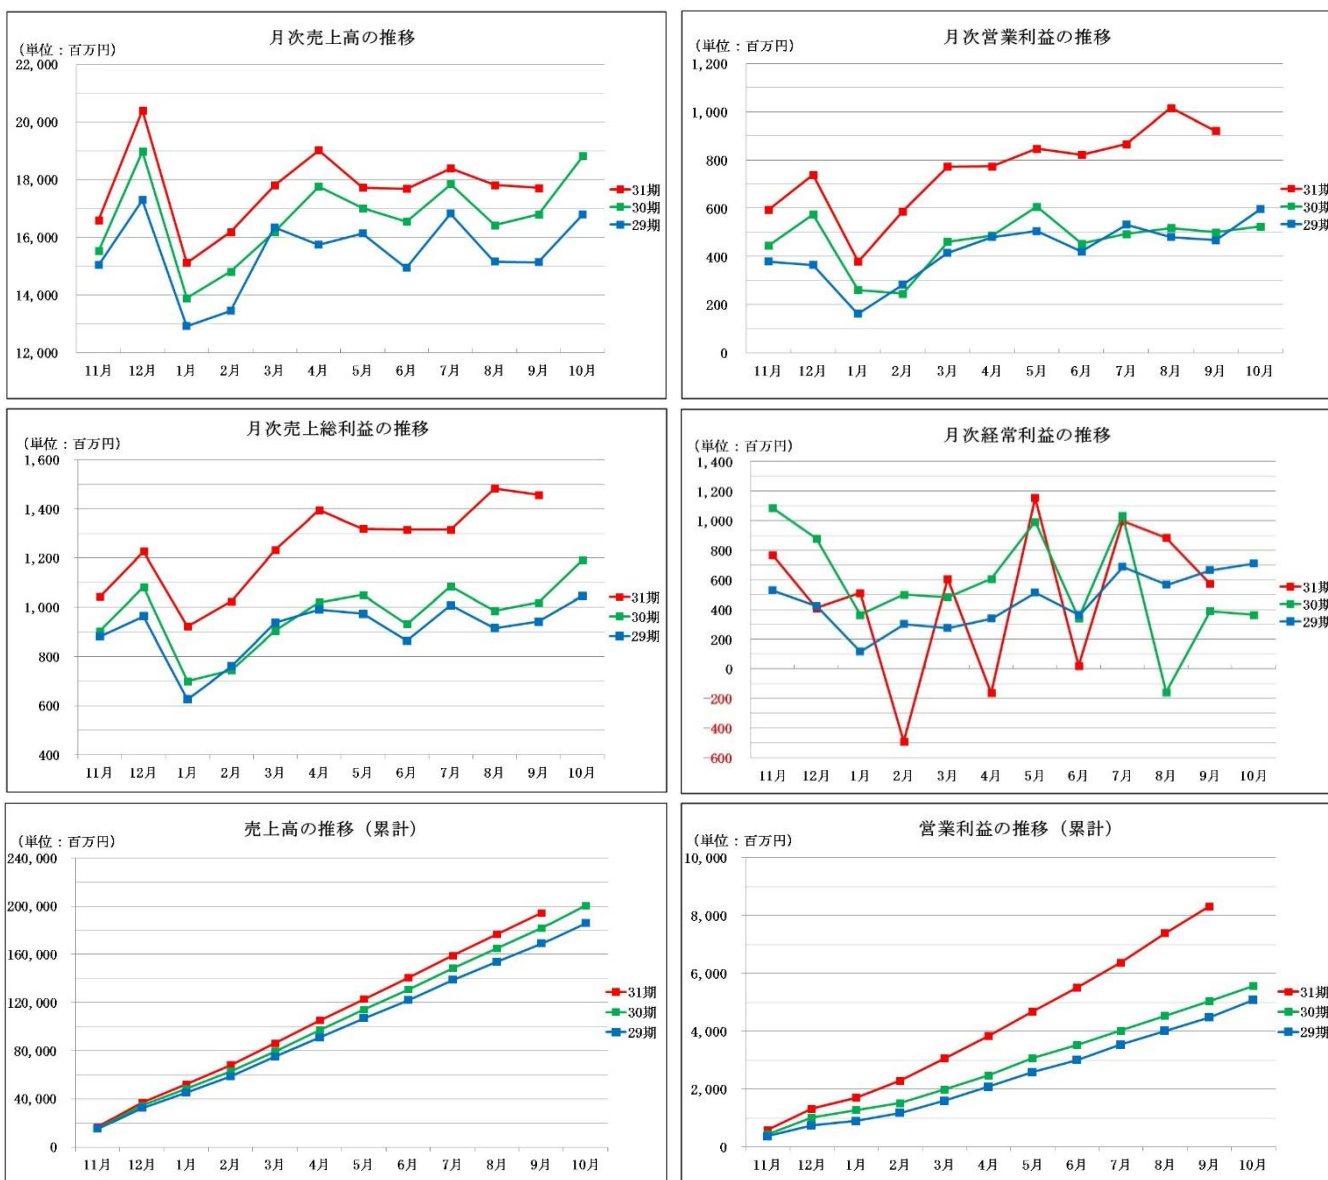 月次売上高の推移
(単位：百万円)
22,000
20,000
18,000
16,000
14,000
12,000
11月 12月 1月 2月 3月 4月 5月 6月 7月 8月 9月 10月
31期
30期
29期
月次営業利益の推移
(単位：百万円)
1,200
1,000
800
600
400
200
0
11月 12月 1月 2月 3月 4月 5月 6月 7月 8月 9月 10月
31期
30期
29期
月次売上総利益の推移
(単位：百万円)
1,600
1,400
1,200
1,000
800
600
400
11月 12月 1月 2月 3月 4月 5月 6月 7月 8月 9月 10月
31期
30期
29期
月次経常利益の推移
(単位：百万円)
1,400
1,200
1,000
800
600
400
200
0
-200
-400
-600
11月 12月 1月 2月 3月 4月 5月 6月 7月 8月 9月 10月
31期
30期
29期
売上高の推移（累計）
(単位：百万円)
240,000
200,000
160,000
120,000
80,000
40,000
0
11月 12月 1月 2月 3月 4月 5月 6月 7月 8月 9月 10月
31期
30期
29期
営業利益の推移（累計）
(単位：百万円)
10,000
8,000
6,000
4,000
2,000
0
11月 12月 1月 2月 3月 4月 5月 6月 7月 8月 9月 10月
31期
30期
29期